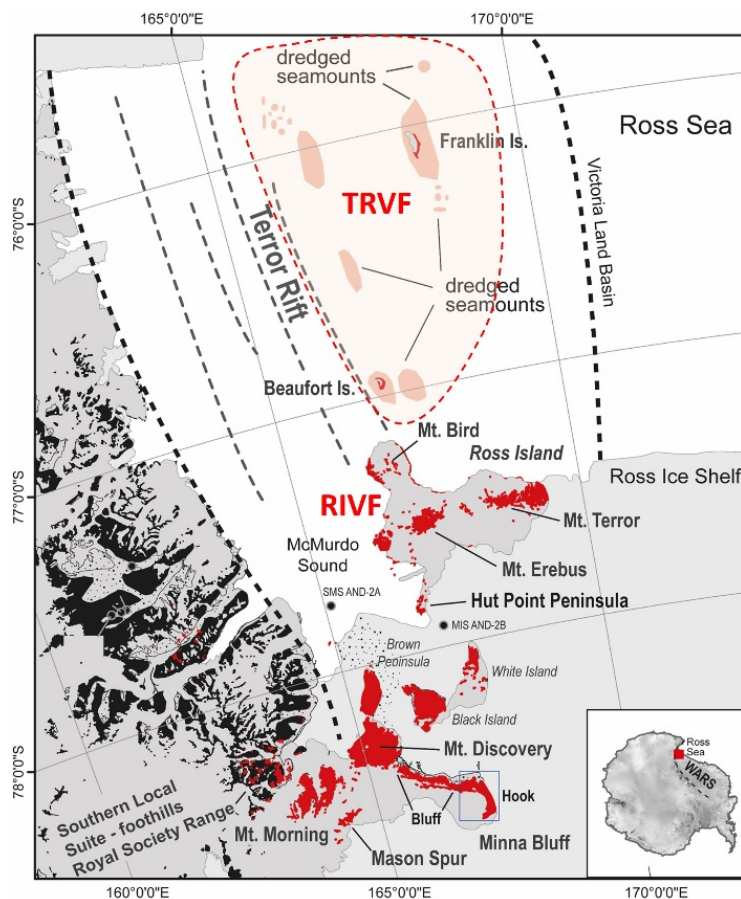 165°0'0"E
170°0'0"E
dredged
seamounts
Ross Sea
Franklin Is.
TRVF
Terror Rift
Victoria Land Basin
76°0'0"S
dredged
seamounts
Beaufort Is.
Mt. Bird
Ross Island
Ross Ice Shelf
77°0'0"S
RIVF
Mt. Terror
McMurdo
Sound
Mt. Erebus
SMS AND-2A
Hut Point Peninsula
MIS AND-2B
Brown
Peninsula
White Island
Black Island
Mt. Discovery
78°0'0"S
Ross
Sea
WARS
Hook
Southern Local
Suite - foothills
Royal Society Range
Bluff
Mt. Morning
Minna Bluff
Mason Spur
160°0'0"E
165°0'0"E
170°0'0"E